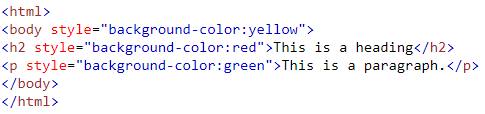 <html>
<body style="background-color:yellow">
<h2 style="background-color:red">This is a heading</h2>
<p style="background-color:green">This is a paragraph.</p>
</body>
</html>